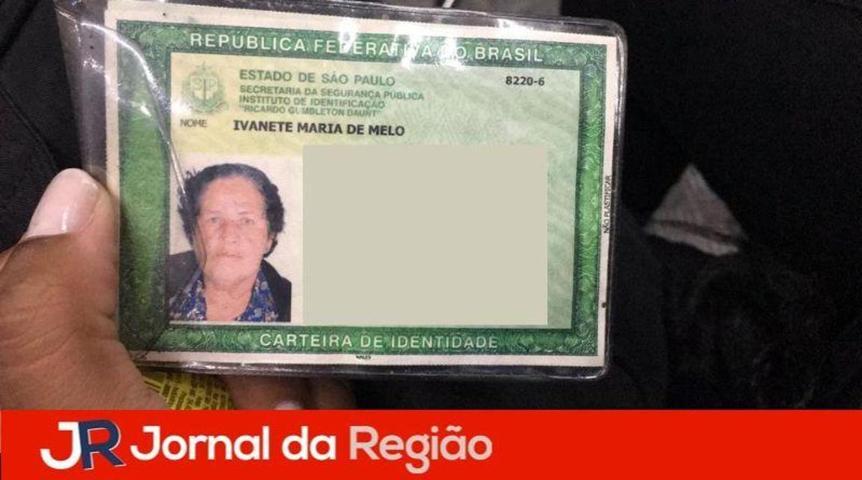 REPUBLICA FEDERATIVA DO BRASIL
ESTADO DE SÃO PAULO
8220-6
SECRETARIA DA SEGURANÇA PÚBLICA
INSTITUTO DE IDENTIFICAÇÃO
"RICARDO GUMBLETON DAUNT"
NOME IVANETE MARIA DE MELO
NÃO PLASTIFICAR
CARTEIRA DE IDENTIDADE
JR Jornal da Região